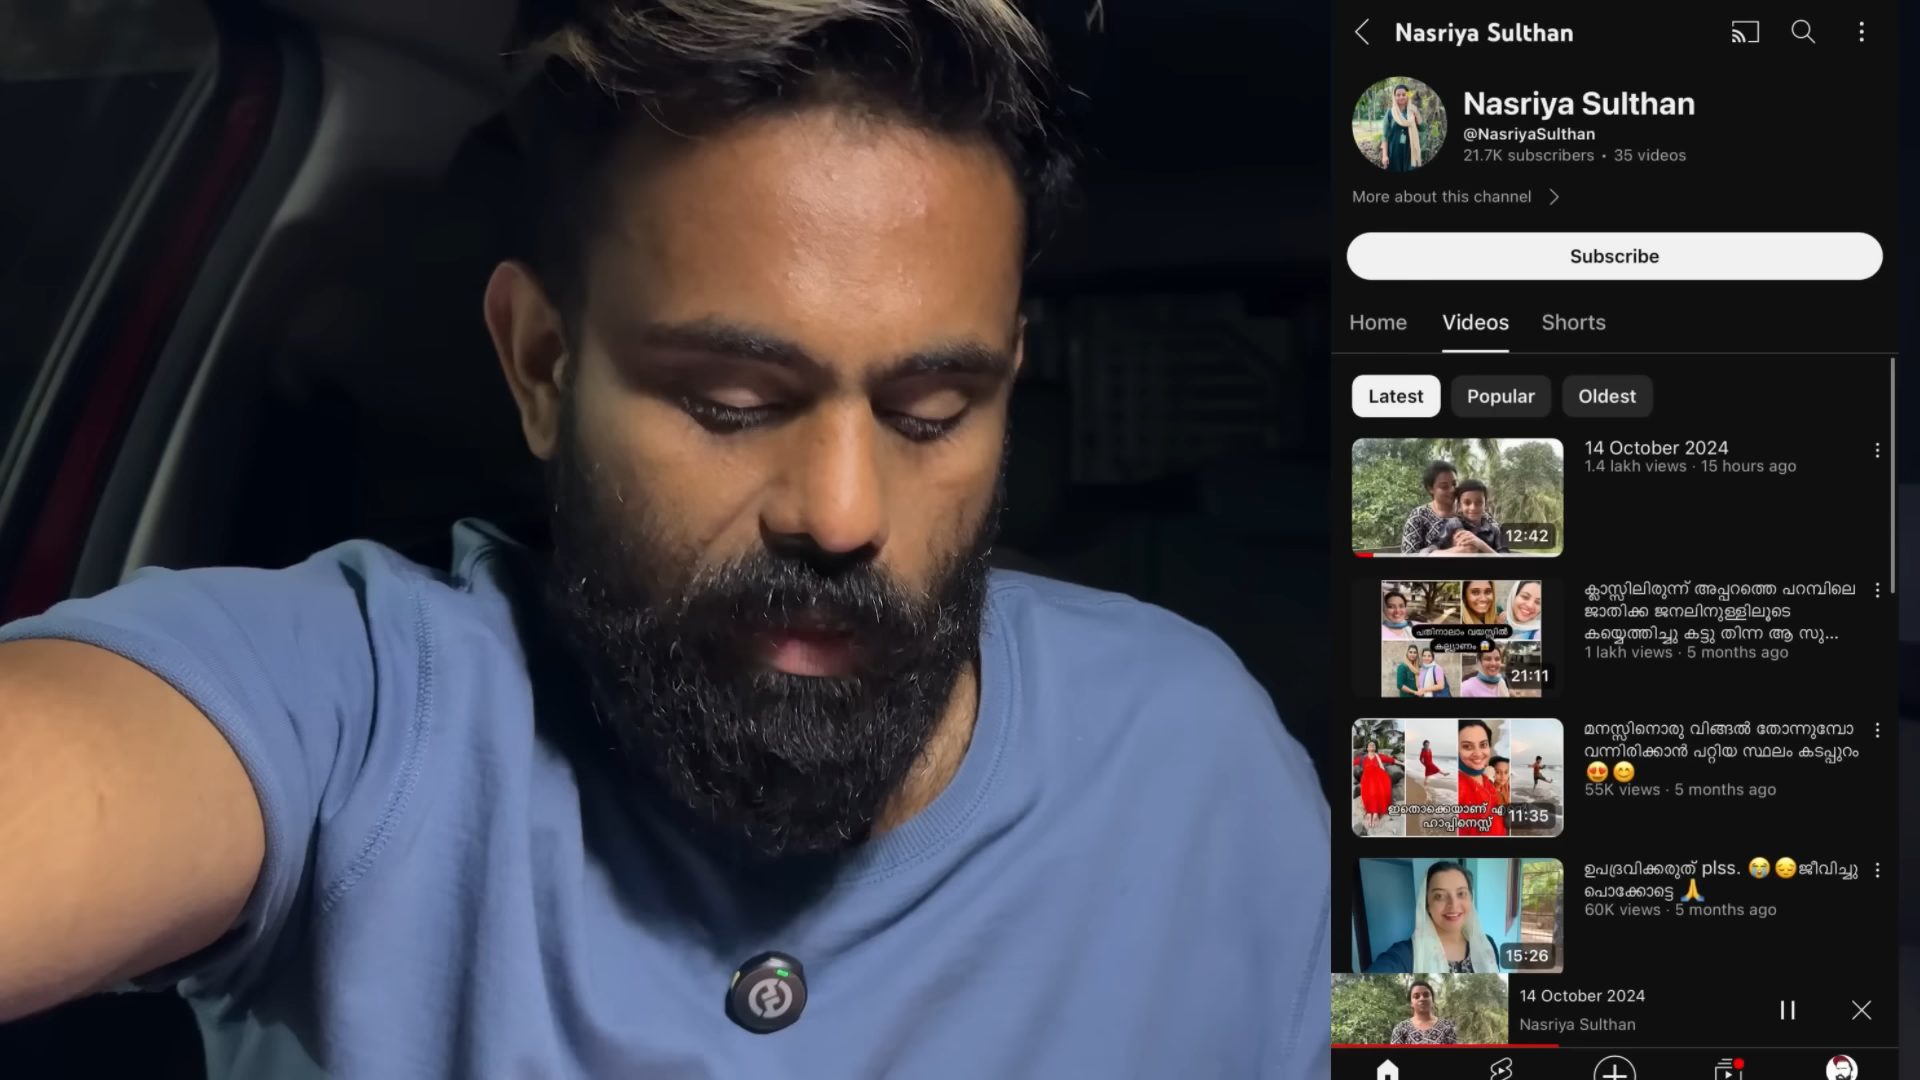 Nasriya Sulthan
Nasriya Sulthan
@NasriyaSulthan
21.7K subscribers • 35 videos
More about this channel
Subscribe
Home Videos Shorts
Latest Popular Oldest
14 October 2024
1.4 lakh views · 15 hours ago
12:42
ക്ലാസ്സിലിരുന്ന് അപ്പറത്തെ പറമ്പിലെ
ജാതിക്ക ജനലിനുള്ളിലൂടെ
കയ്യെത്തിച്ചു കട്ടു തിന്ന ആ സു...
1 lakh views · 5 months ago
പതിനാലാം വയസ്സിൽ
കല്ല്യാണം 😱
21:11
മനസ്സിനൊരു വിങ്ങൽ തോന്നുമ്പോ
വന്നിരിക്കാൻ പറ്റിയ സ്ഥലം കടപ്പുറം
😍😊
55K views · 5 months ago
ഇതൊക്കെയാണ്
ഹാപ്പിനെസ്സ്
11:35
ഉപദ്രവിക്കരുത് plss. 😭😔ജീവിച്ചു
പൊക്കോട്ടെ 🙏
60K views · 5 months ago
15:26
14 October 2024
Nasriya Sulthan